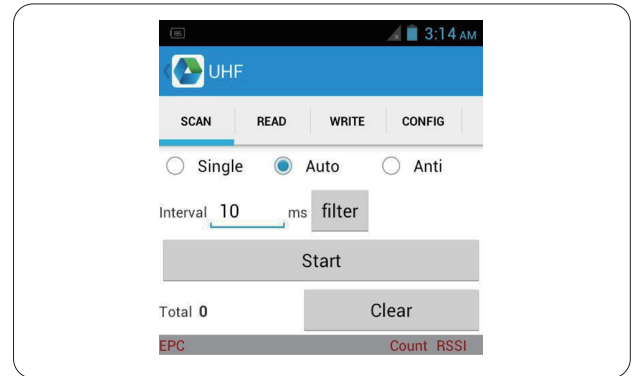 3:14 AM
UHF
SCAN READ WRITE CONFIG
Single Auto Anti
Interval 10 ms filter
Start
Total 0 Clear
EPC Count RSSI